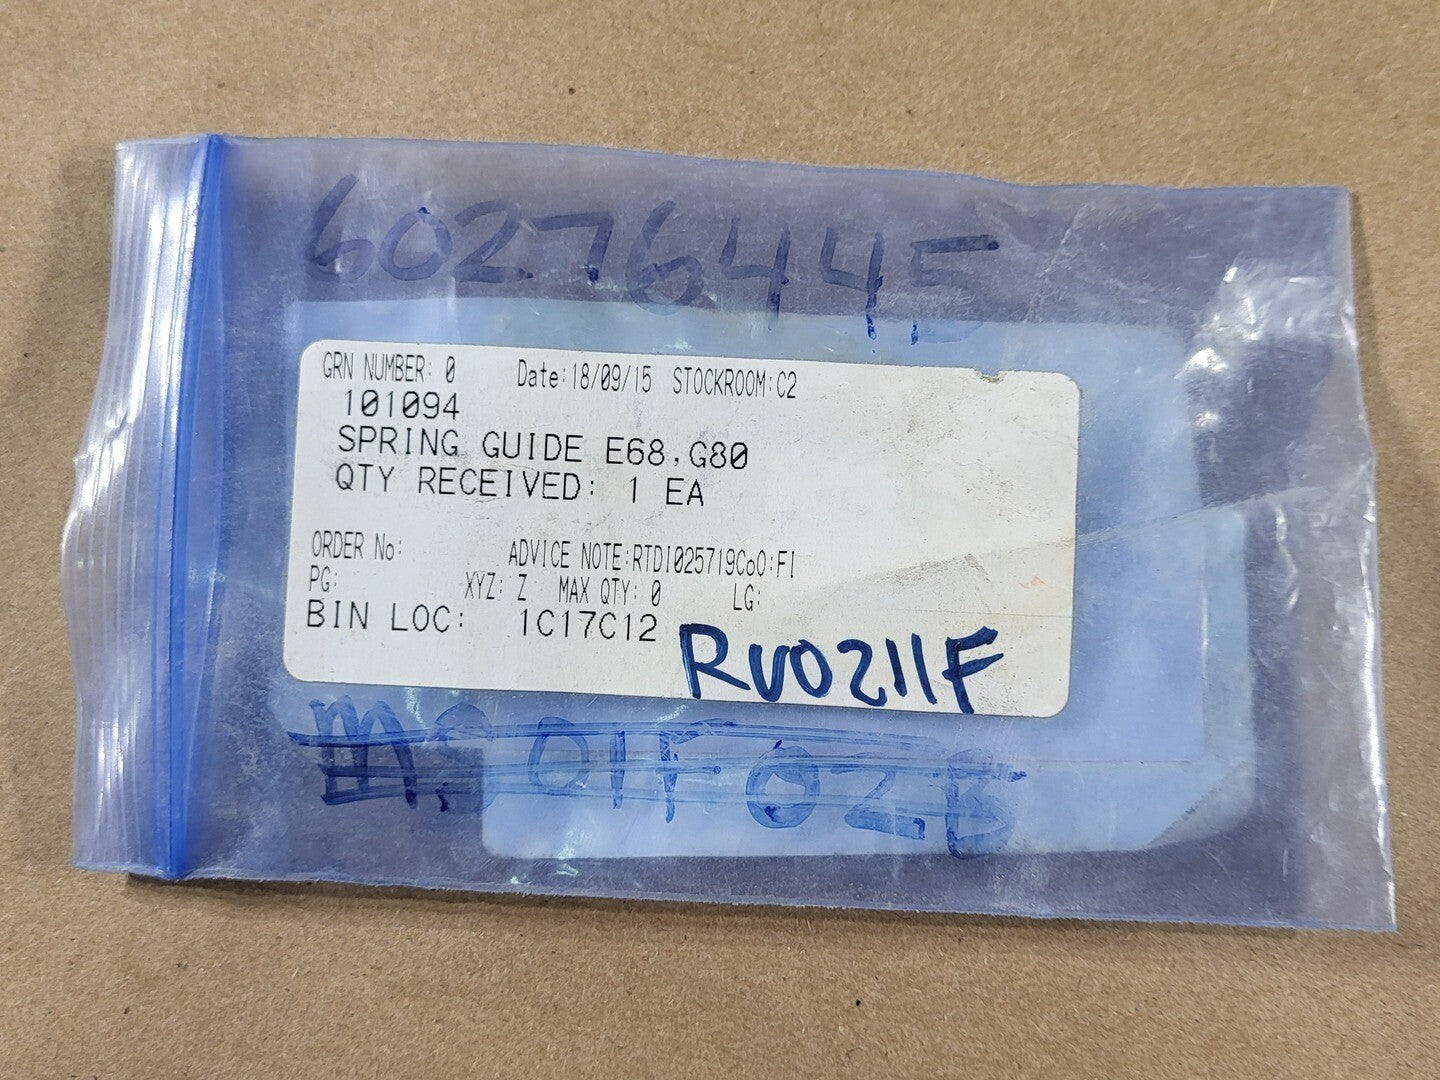 60276445
GRN NUMBER: 0 Date:18/09/15 STOCKROOM:C2
101094
SPRING GUIDE E68,G80
QTY RECEIVED: 1 EA
ORDER No: ADVICE NOTE:RTDI025719CoO:FI
PG: XYZ: Z MAX QTY: 0 LG:
BIN LOC: 1C17C12
RV0211F